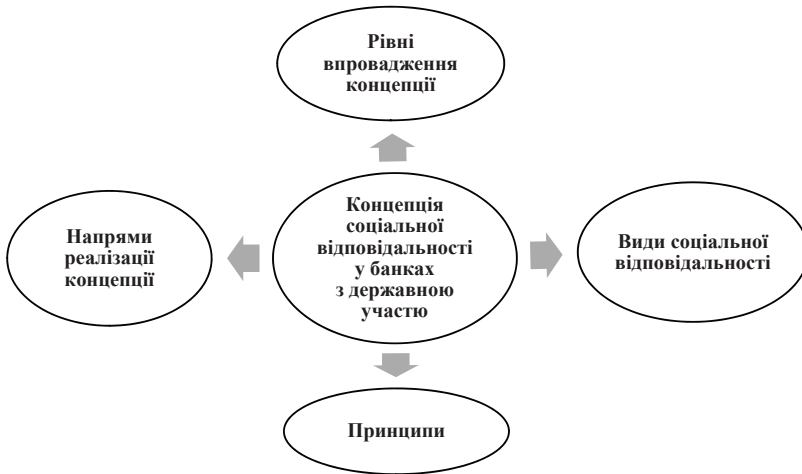 Рівні
впровадження
концепції
Напрями
реалізації
концепції
Концепція
соціальної
відповідальності
у банках
з державною
участю
Види соціальної
відповідальності
Принципи